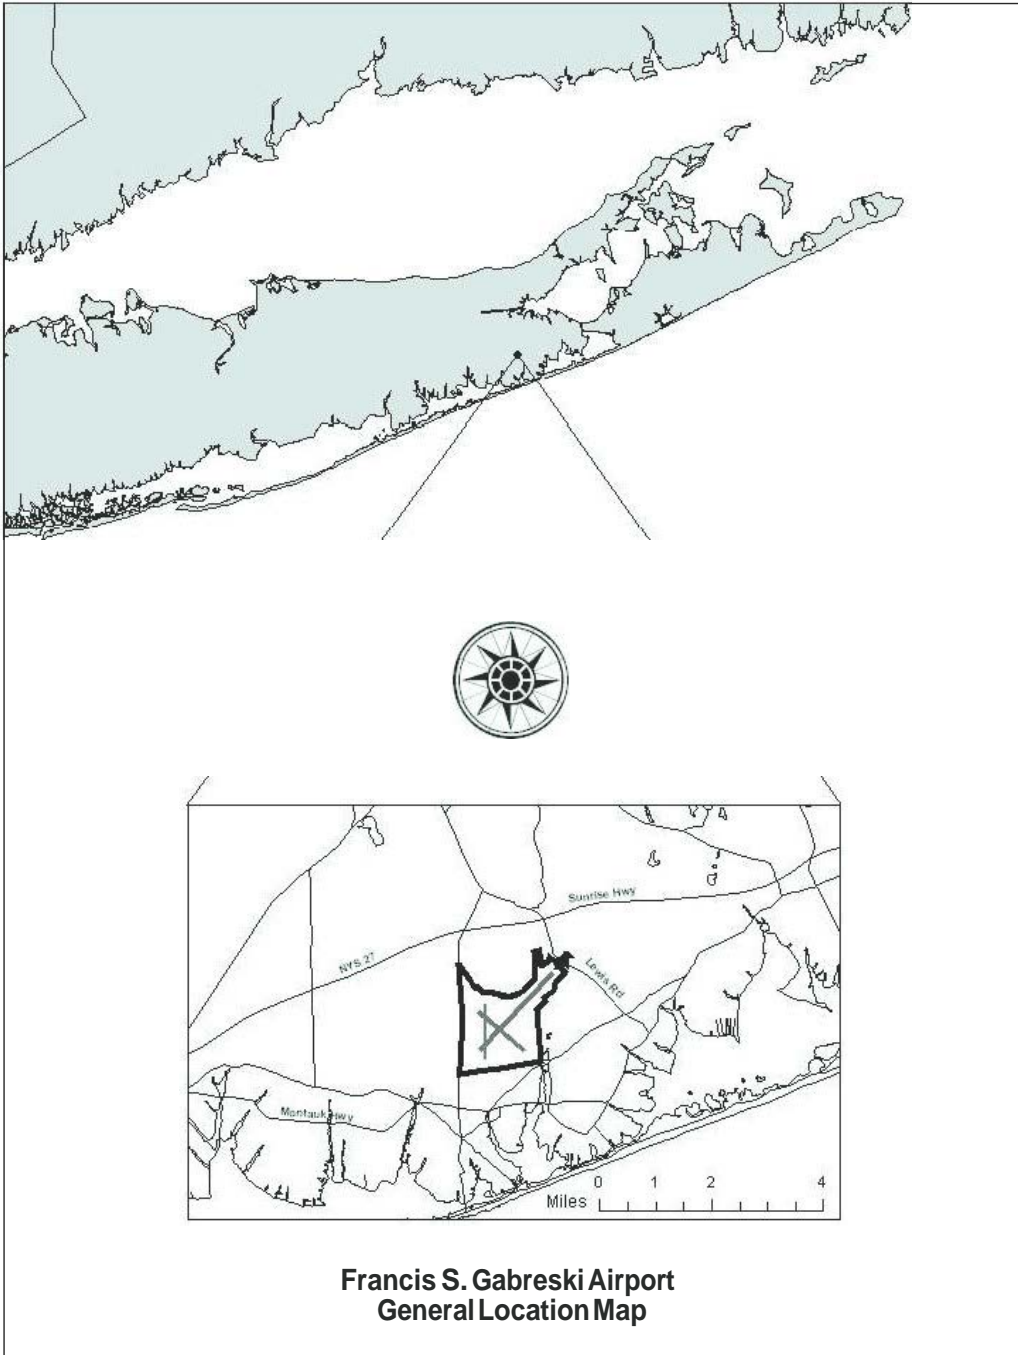 Sunrise Hwy
NYS 27
Lewis Rd
Montauk Hwy
0 1 2 4
Miles
Francis S. Gabreski Airport
General Location Map